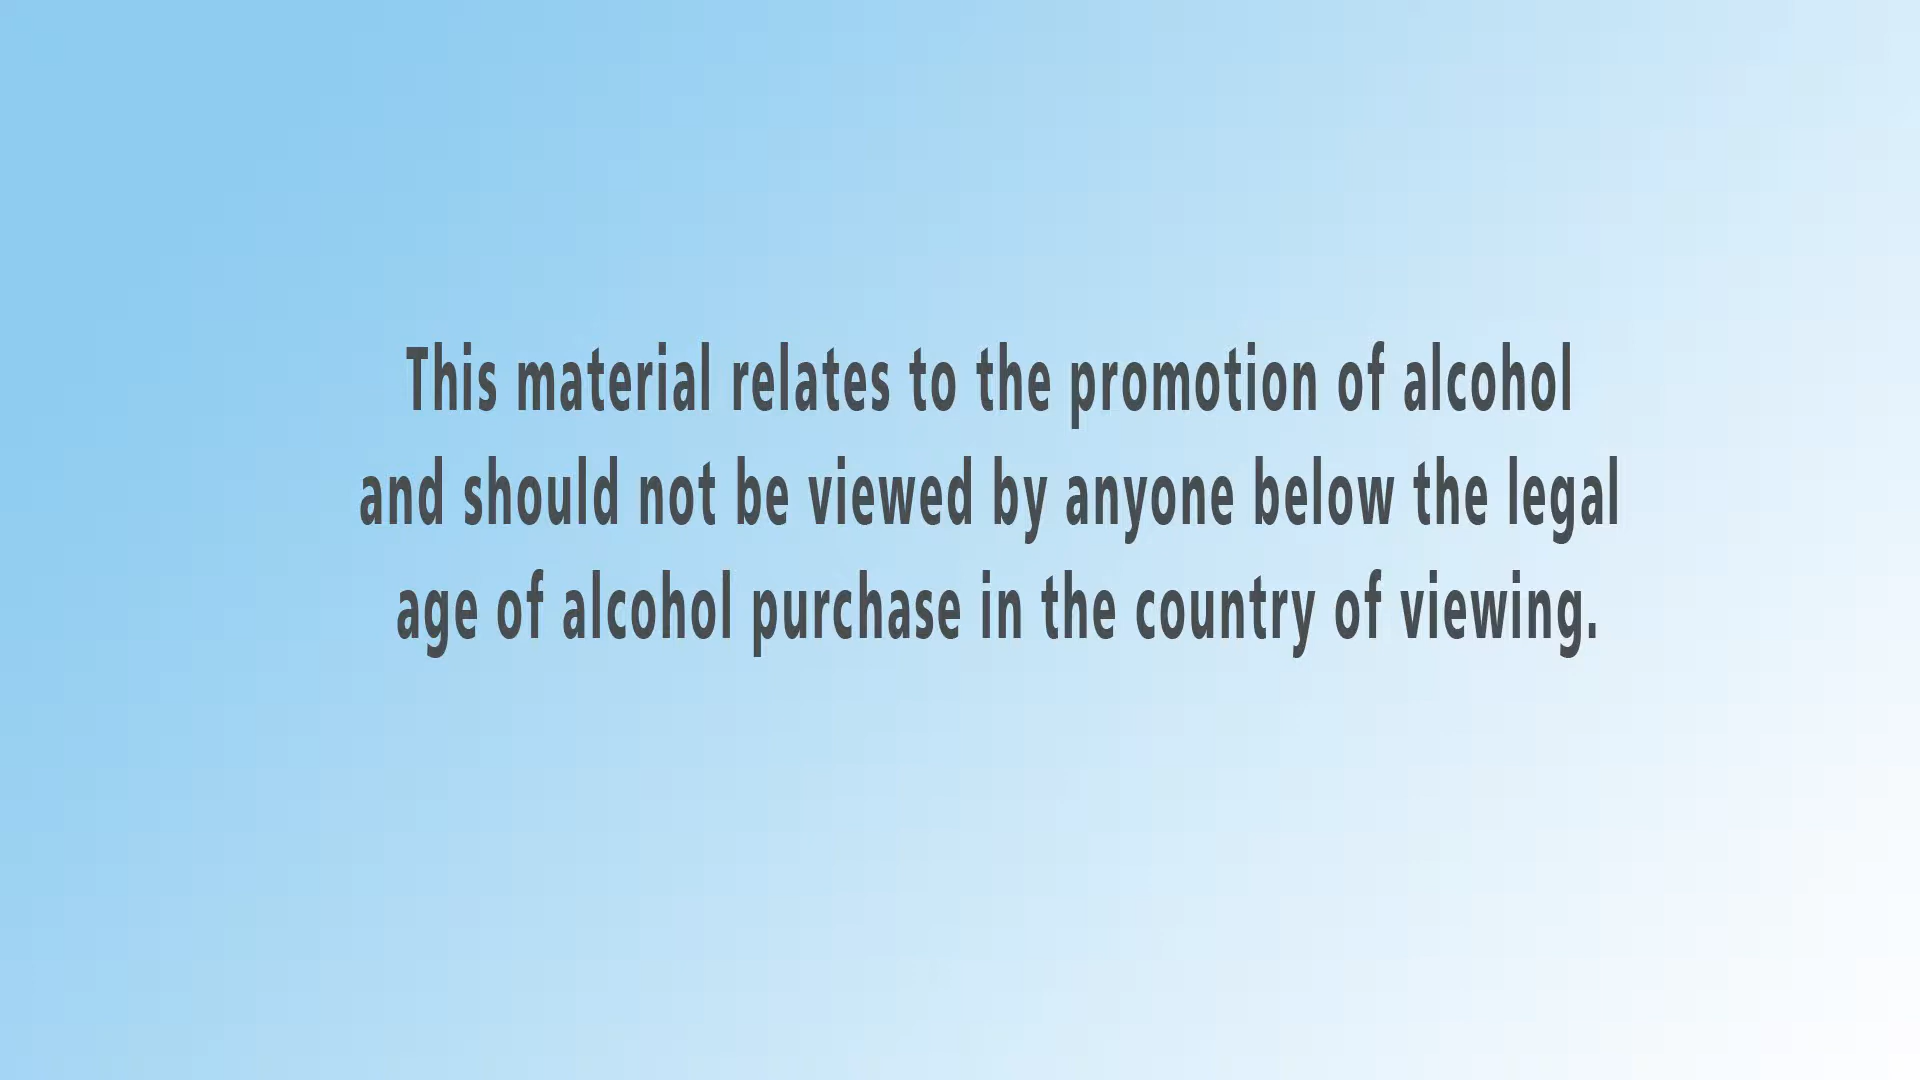 This material relates to the promotion of alcohol
and should not be viewed by anyone below the legal
age of alcohol purchase in the country of viewing.